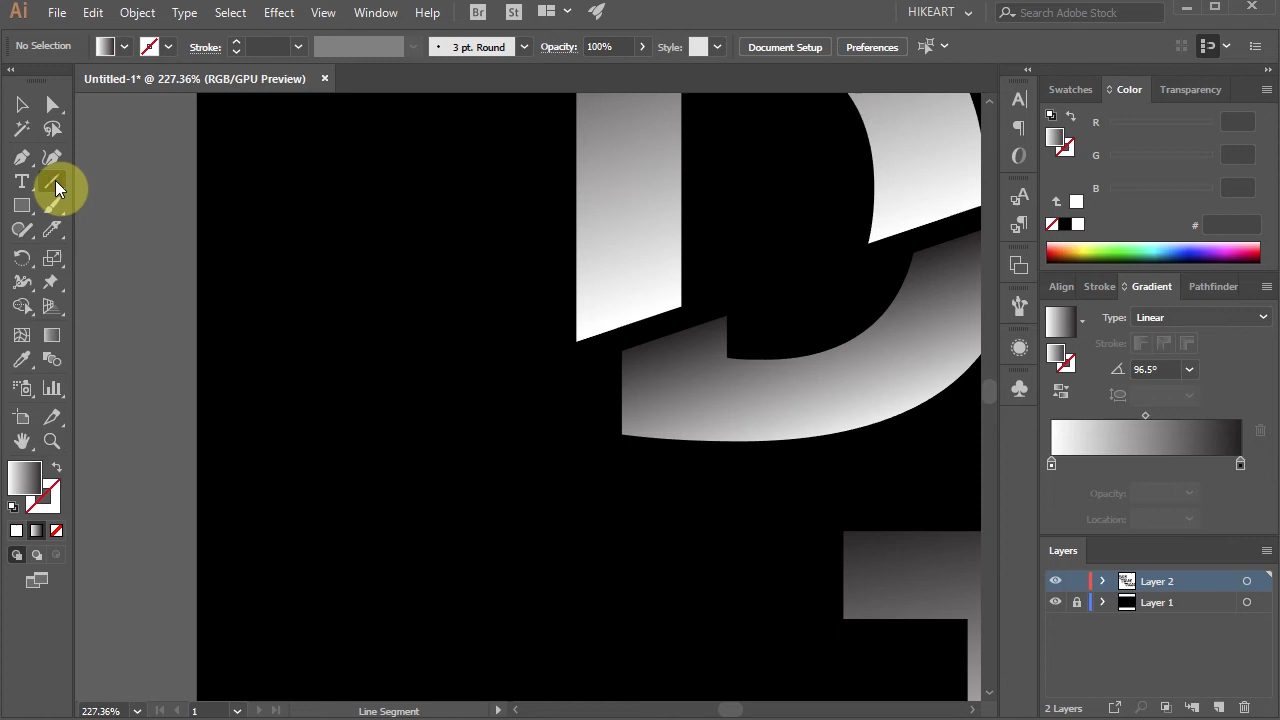 Ai File Edit Object Type Select Effect View Window Help Br St HIKEART Search Adobe Stock
No Selection Stroke: 3 pt. Round Opacity: 100% Style: Document Setup Preferences
Untitled-1* @ 227.36% (RGB/GPU Preview)
Swatches Color Transparency
R
G
B
#
Align Stroke Gradient Pathfinder
Type: Linear
Stroke:
96.5°
Opacity:
Location:
Layers
Layer 2
Layer 1
227.36% 1 Line Segment 2 Layers